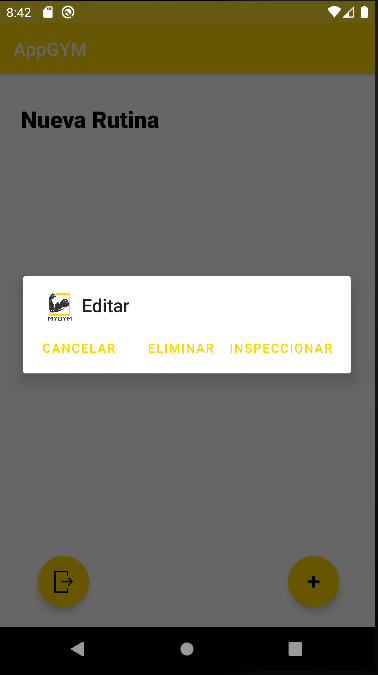 8:42
AppGYM
Nueva Rutina
MYGYM
Editar
CANCELAR ELIMINAR INSPECCIONAR
+